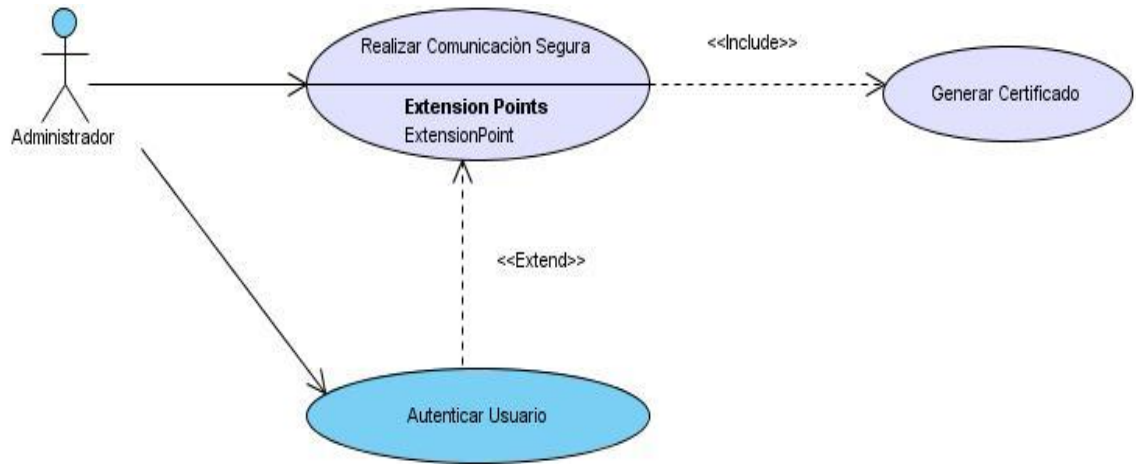 Realizar Comunicaciòn Segura
<<Include>>
Extension Points
ExtensionPoint
Generar Certificado
Administrador
<<Extend>>
Autenticar Usuario